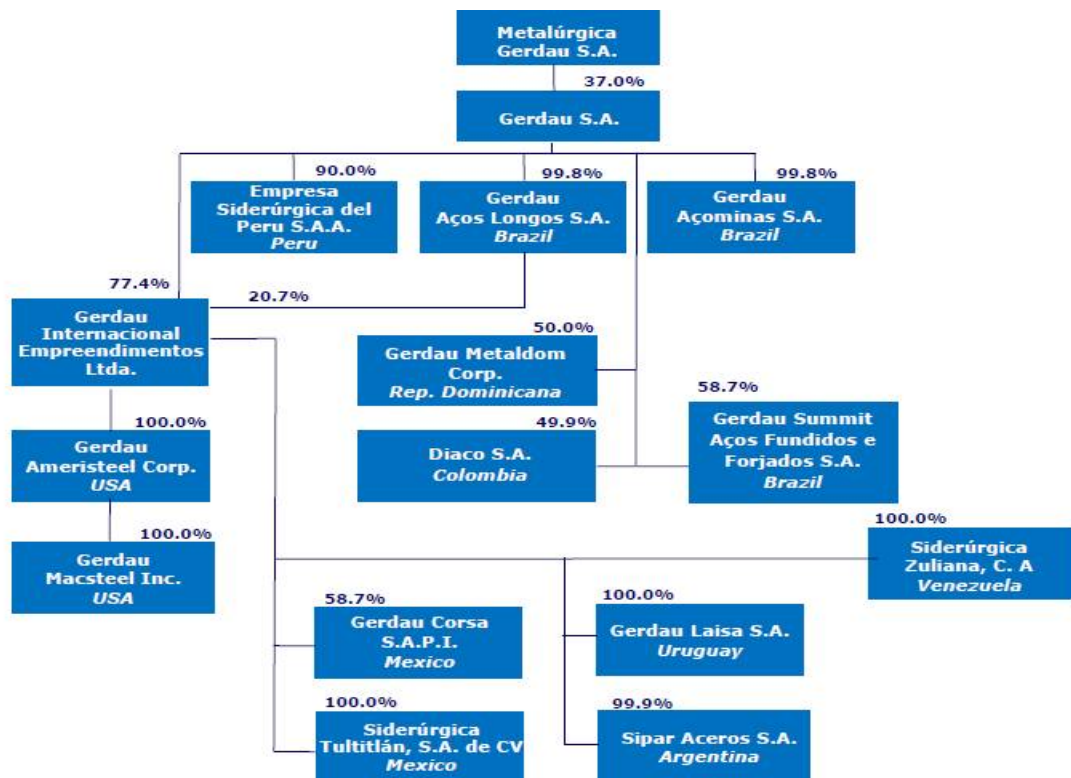 Metalúrgica
Gerdau S.A.
37.0%
Gerdau S.A.
90.0%
Empresa
Siderúrgica del
Peru S.A.A.
Peru
99.8%
Gerdau
Aços Longos S.A.
Brazil
99.8%
Gerdau
Açominas S.A.
Brazil
77.4%
20.7%
Gerdau
Internacional
Empreendimentos
Ltda.
50.0%
Gerdau Metaldom
Corp.
Rep. Dominicana
58.7%
Gerdau Summit
Aços Fundidos e
Forjados S.A.
Brazil
49.9%
Diaco S.A.
Colombia
100.0%
Gerdau
Ameristeel Corp.
USA
100.0%
Gerdau
Macsteel Inc.
USA
100.0%
Siderúrgica
Zuliana, C. A
Venezuela
58.7%
Gerdau Corsa
S.A.P.I.
Mexico
100.0%
Gerdau Laisa S.A.
Uruguay
100.0%
Siderúrgica
Tultitlán, S.A. de CV
Mexico
99.9%
Sipar Aceros S.A.
Argentina